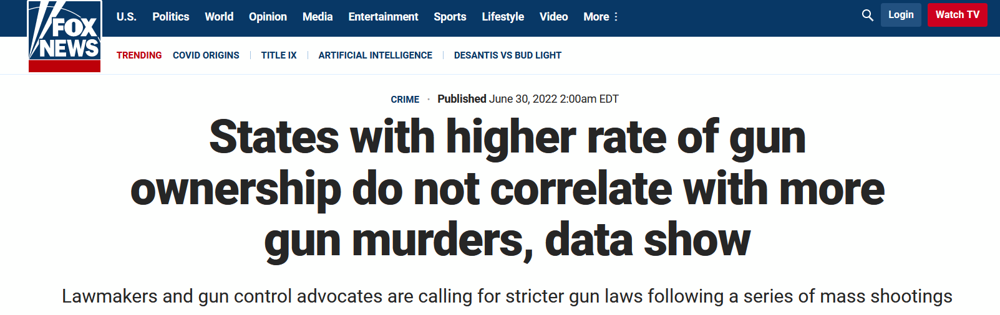 FOX NEWS
U.S. Politics World Opinion Media Entertainment Sports Lifestyle Video More Login Watch TV
TRENDING COVID ORIGINS TITLE IX ARTIFICIAL INTELLIGENCE DESANTIS VS BUD LIGHT
CRIME · Published June 30, 2022 2:00am EDT
States with higher rate of gun
ownership do not correlate with more
gun murders, data show
Lawmakers and gun control advocates are calling for stricter gun laws following a series of mass shootings